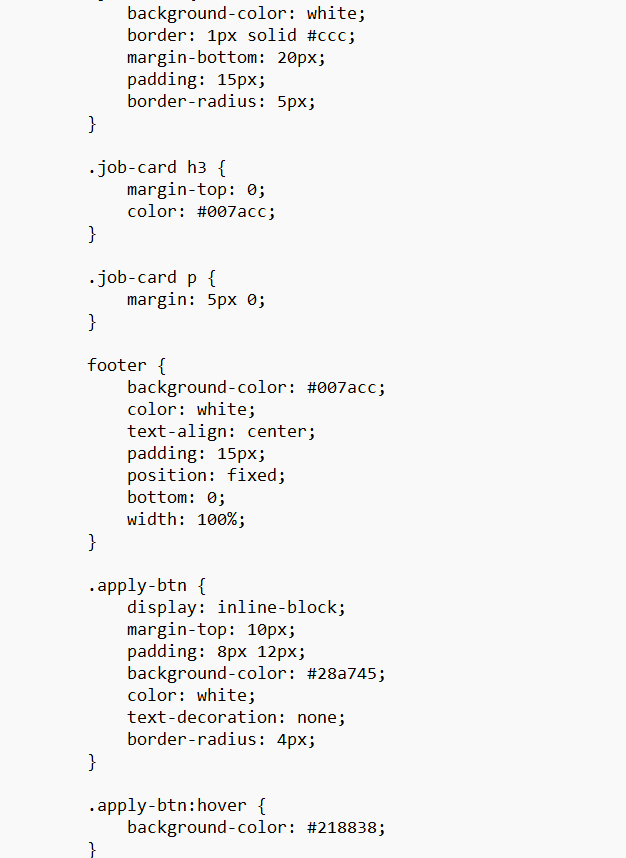 background-color: white;
border: 1px solid #ccc;
margin-bottom: 20px;
padding: 15px;
border-radius: 5px;
}
.job-card h3 {
margin-top: 0;
color: #007acc;
}
.job-card p {
margin: 5px 0;
}
footer {
background-color: #007acc;
color: white;
text-align: center;
padding: 15px;
position: fixed;
bottom: 0;
width: 100%;
}
.apply-btn {
display: inline-block;
margin-top: 10px;
padding: 8px 12px;
background-color: #28a745;
color: white;
text-decoration: none;
border-radius: 4px;
}
.apply-btn:hover {
background-color: #218838;
}